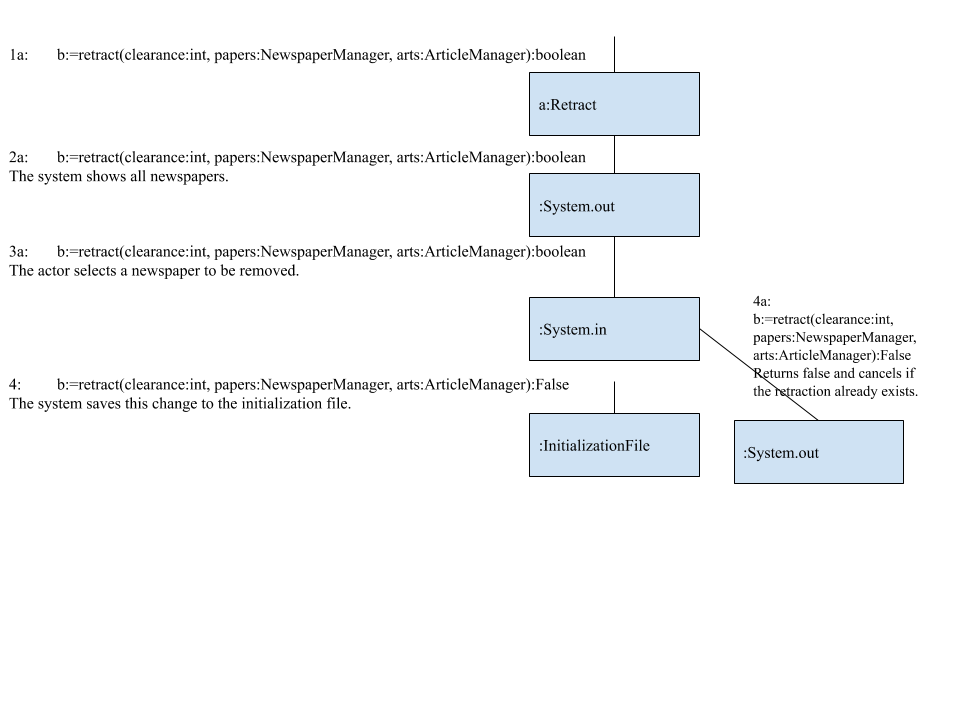 1a: b:=retract(clearance:int, papers:NewspaperManager, arts:ArticleManager):boolean
a:Retract
2a: b:=retract(clearance:int, papers:NewspaperManager, arts:ArticleManager):boolean
The system shows all newspapers.
:System.out
3a: b:=retract(clearance:int, papers:NewspaperManager, arts:ArticleManager):boolean
The actor selects a newspaper to be removed.
:System.in
4a:
b:=retract(clearance:int,
papers:NewspaperManager,
arts:ArticleManager):False
Returns false and cancels if
the retraction already exists.
4: b:=retract(clearance:int, papers:NewspaperManager, arts:ArticleManager):False
The system saves this change to the initialization file.
:InitializationFile
:System.out